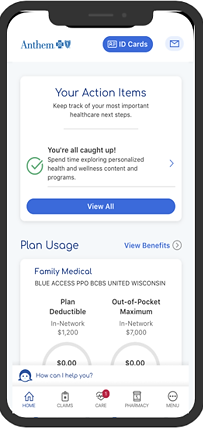 Anthem
ID Cards
Your Action Items
Keep track of your most important
healthcare next steps.
You're all caught up!
Spend time exploring personalized
health and wellness content and
programs.
View All
Plan Usage
View Benefits
Family Medical
BLUE ACCESS PPO BCBS UNITED WISCONSIN
Plan
Deductible
In-Network
$1,200
Out-of-Pocket
Maximum
In-Network
$7,000
$0.00
$0.00
How can I help you?
HOME
CLAIMS
CARE
PHARMACY
MENU